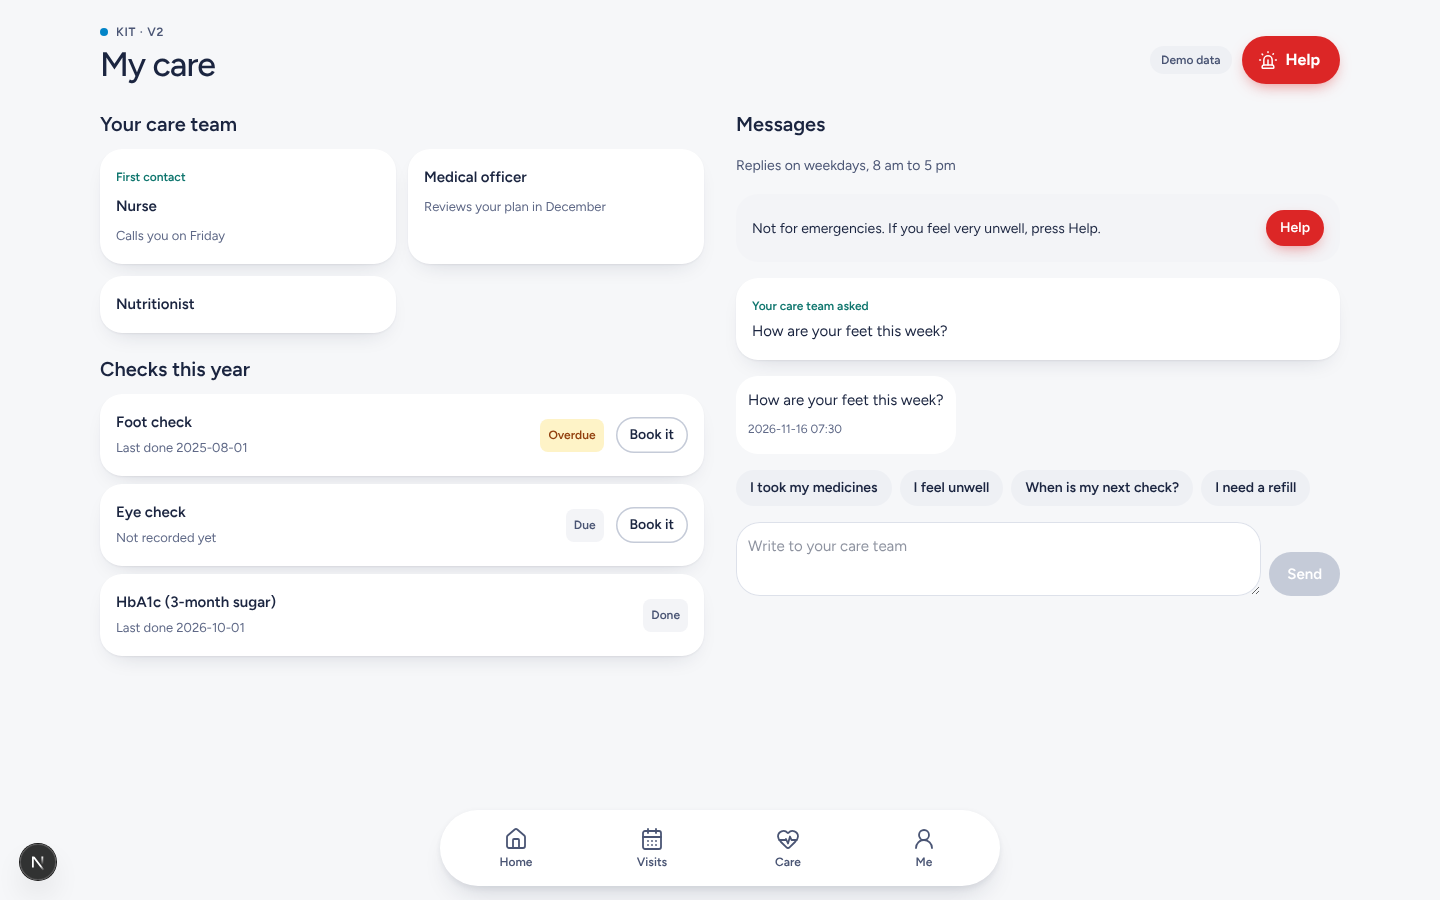 KIT · V2
My care
Demo data
Help
Your care team
First contact
Nurse
Calls you on Friday
Medical officer
Reviews your plan in December
Nutritionist
Checks this year
Foot check
Last done 2025-08-01
Overdue
Book it
Eye check
Not recorded yet
Due
Book it
HbA1c (3-month sugar)
Last done 2026-10-01
Done
Messages
Replies on weekdays, 8 am to 5 pm
Not for emergencies. If you feel very unwell, press Help.
Help
Your care team asked
How are your feet this week?
How are your feet this week?
2026-11-16 07:30
I took my medicines
I feel unwell
When is my next check?
I need a refill
Write to your care team
Send
N
Home
Visits
Care
Me